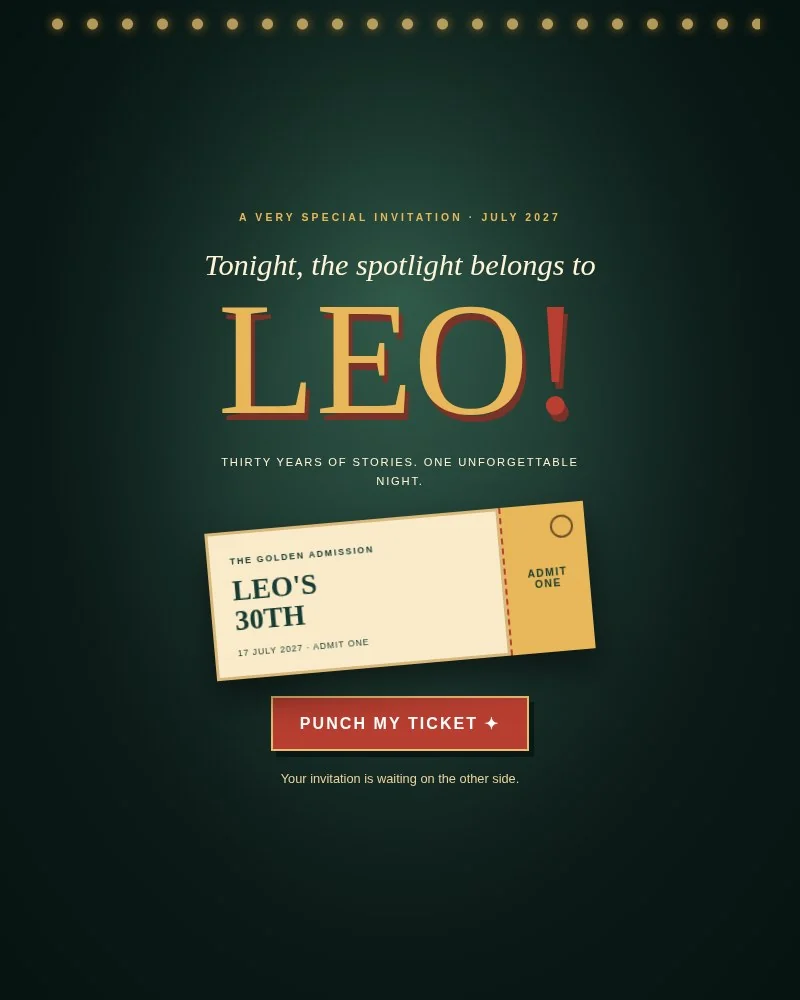 A VERY SPECIAL INVITATION · JULY 2027
Tonight, the spotlight belongs to
LEO!
THIRTY YEARS OF STORIES. ONE UNFORGETTABLE
NIGHT.
THE GOLDEN ADMISSION
LEO'S
30TH
17 JULY 2027 · ADMIT ONE
ADMIT
ONE
PUNCH MY TICKET ✦
Your invitation is waiting on the other side.